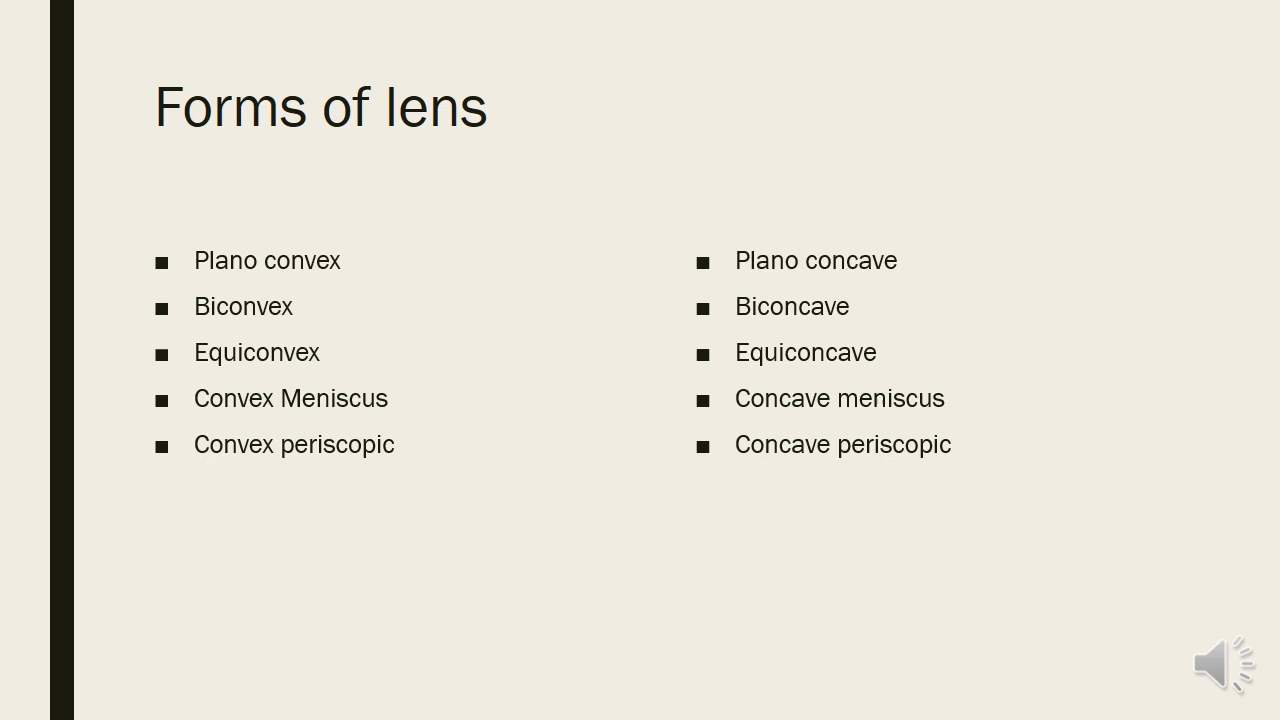 Forms of lens
■ Plano convex
■ Biconvex
■ Equiconvex
■ Convex Meniscus
■ Convex periscopic
■ Plano concave
■ Biconcave
■ Equiconcave
■ Concave meniscus
■ Concave periscopic